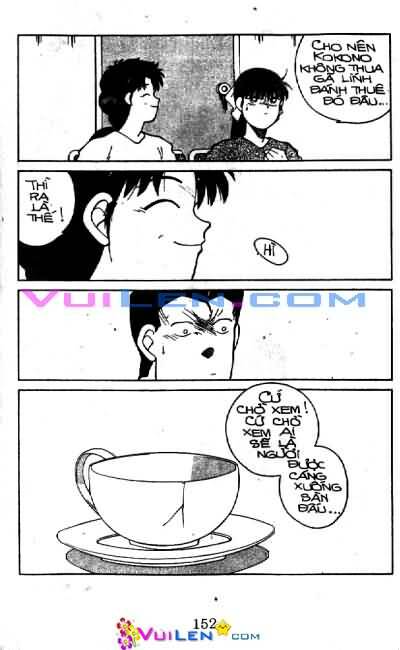 CHO NÊN
KOKONO
KHÔNG THUA
GÃ LÍNH
ĐÁNH THUÊ
ĐÓ ĐÂU...
THÌ
RA
LÀ
THẾ!
HÌ
VUILEN.COM
CỨ
CHỜ XEM!
CỨ CHỜ
XEM AI
SẼ LÀ
NGƯỜI
ĐƯỢC
CÁNG
XUỐNG
SÂN
ĐẤU...
152
VUILEN.COM